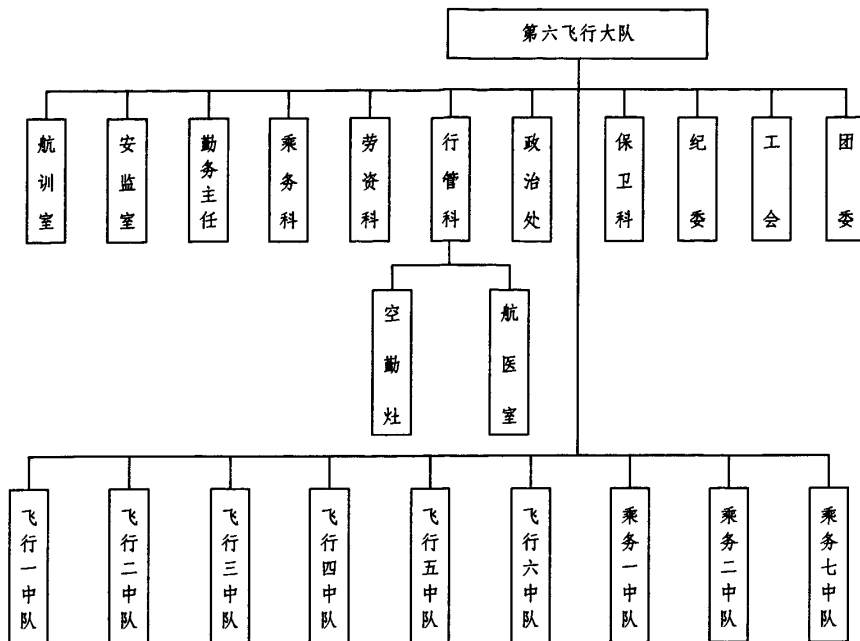 第六飞行大队
航训室
安监室
勤务主任
乘务科
劳资科
行管科
政治处
保卫科
纪委
工会
团委
空勤灶
航医室
飞行一中队
飞行二中队
飞行三中队
飞行四中队
飞行五中队
飞行六中队
乘务一中队
乘务二中队
乘务七中队